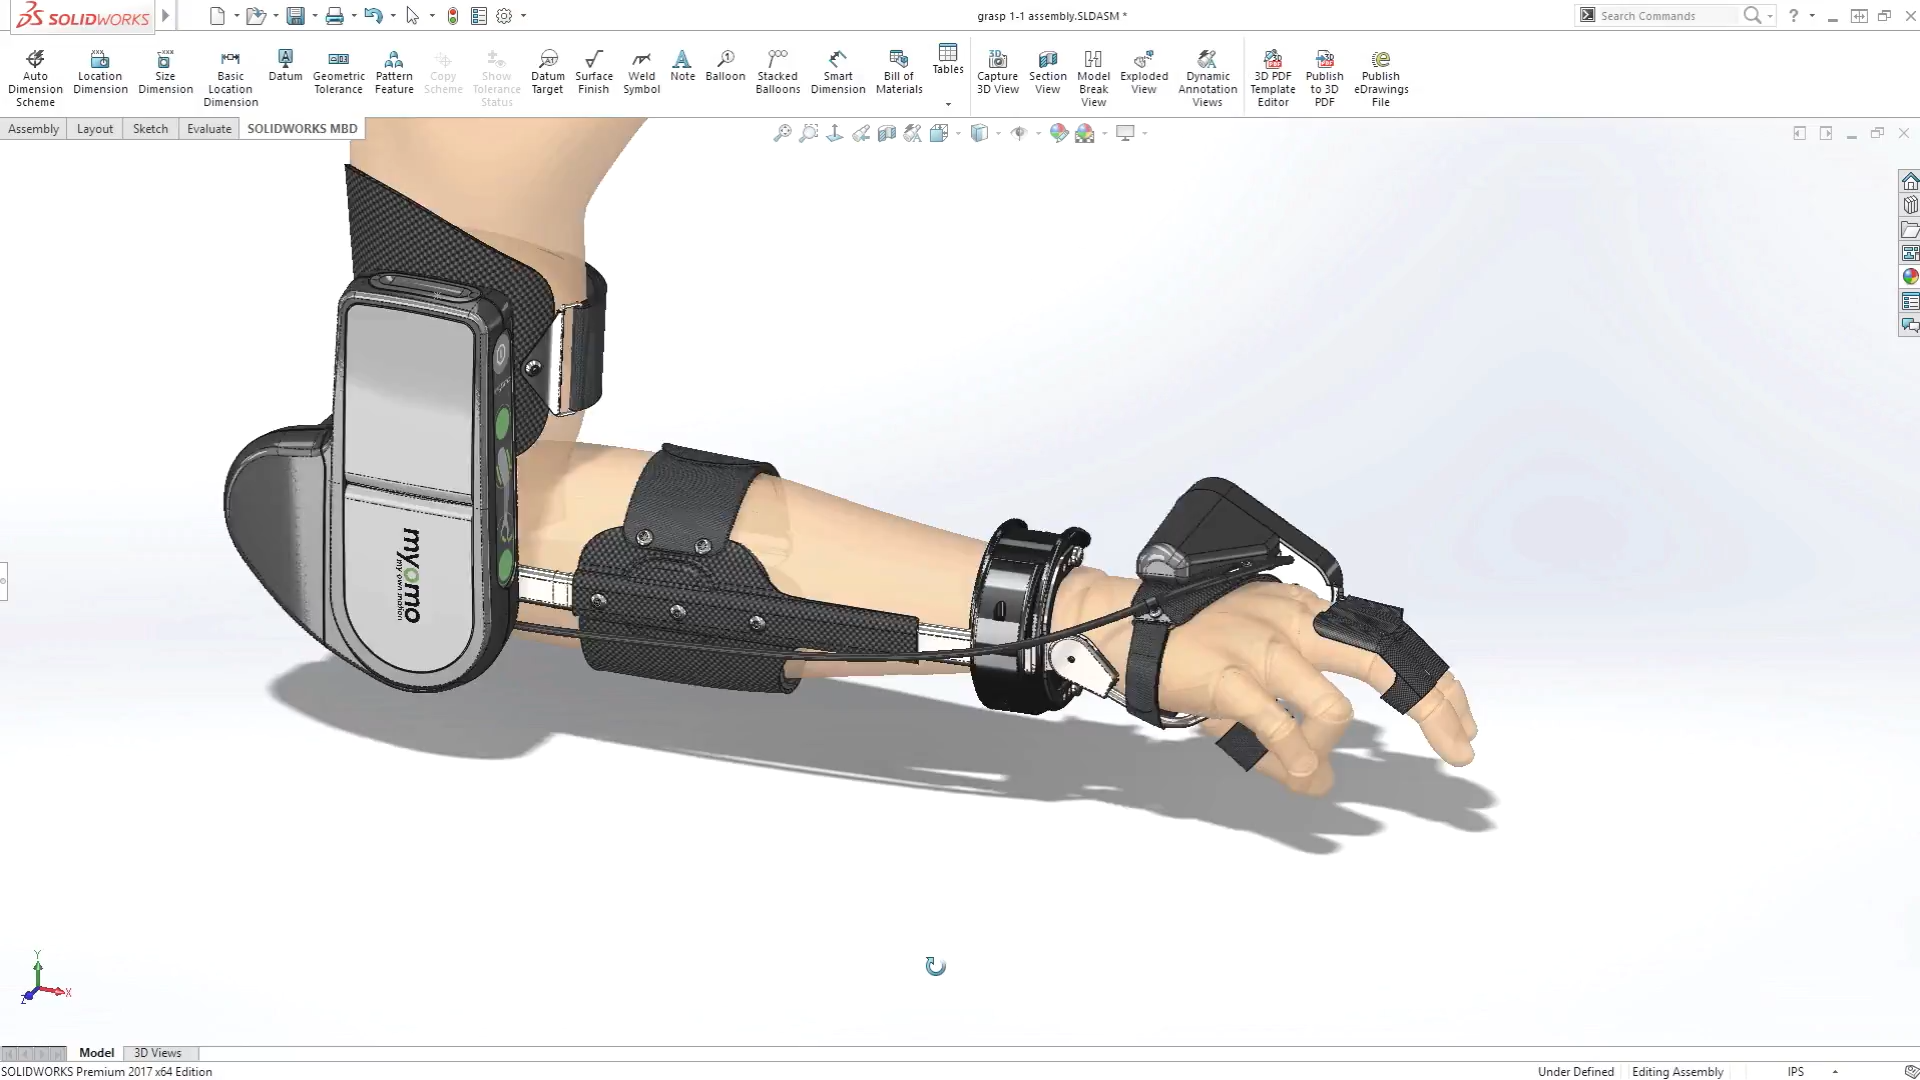 SOLIDWORKS
grasp 1-1 assembly.SLDASM *
Search Commands
?
Auto Dimension Scheme
Location Dimension
Size Dimension
Basic Location Dimension
Datum
Geometric Tolerance
Pattern Feature
Copy Scheme
Show Tolerance Status
Datum Target
Surface Finish
Weld Symbol
Note
Balloon
Stacked Balloons
Smart Dimension
Bill of Materials
Tables
Capture 3D View
Section View
Model Break View
Exploded View
Dynamic Annotation Views
3D PDF Template Editor
Publish to 3D PDF
Publish eDrawings File
Assembly
Layout
Sketch
Evaluate
SOLIDWORKS MBD
myomo
my own motion
Y
X
Z
Model
3D Views
SOLIDWORKS Premium 2017 x64 Edition
Under Defined
Editing Assembly
IPS